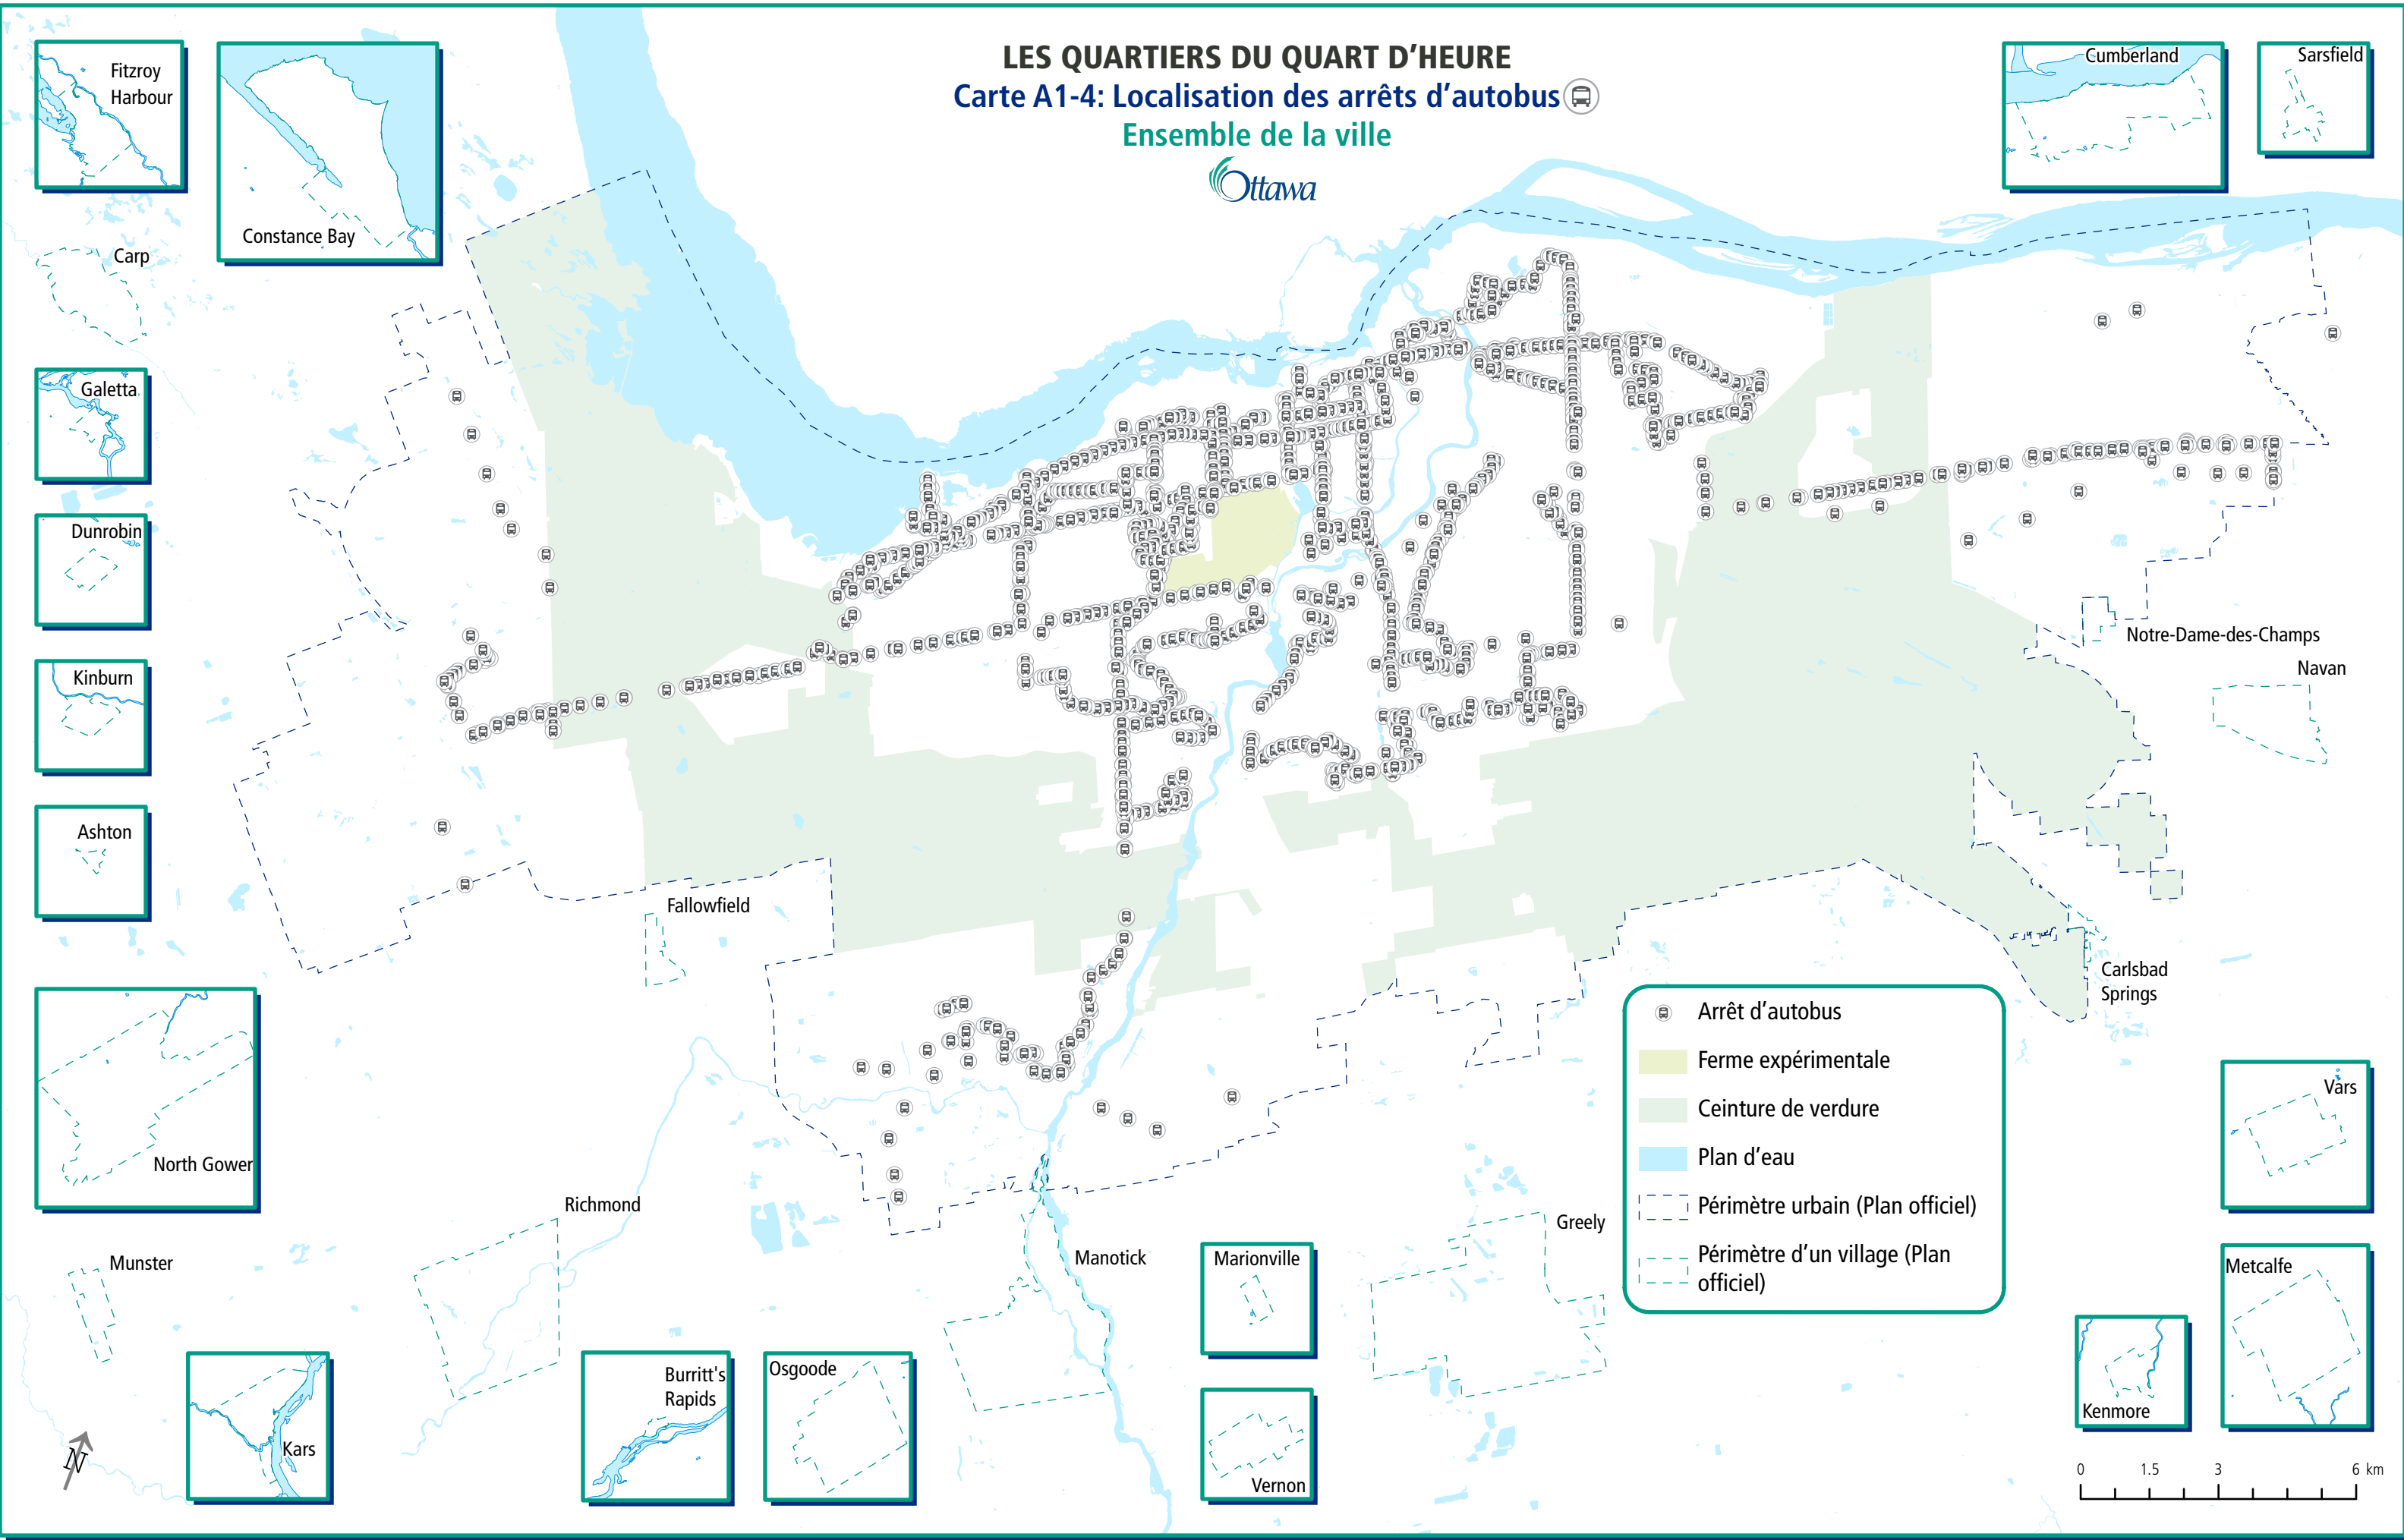 LES QUARTIERS DU QUART D’HEURE
Carte A1-4: Localisation des arrêts d’autobus
Ensemble de la ville
Ottawa
Fitzroy
Harbour
Constance Bay
Cumberland
Sarsfield
Carp
Galetta
Dunrobin
Kinburn
Ashton
Notre-Dame-des-Champs
Navan
Fallowfield
Carlsbad
Springs
North Gower
Richmond
Munster
Kars
Burritt's
Rapids
Osgoode
Manotick
Marionville
Vernon
Greely
Vars
Metcalfe
Kenmore
Arrêt d’autobus
Ferme expérimentale
Ceinture de verdure
Plan d’eau
Périmètre urbain (Plan officiel)
Périmètre d’un village (Plan
officiel)
N
0 1.5 3 6 km